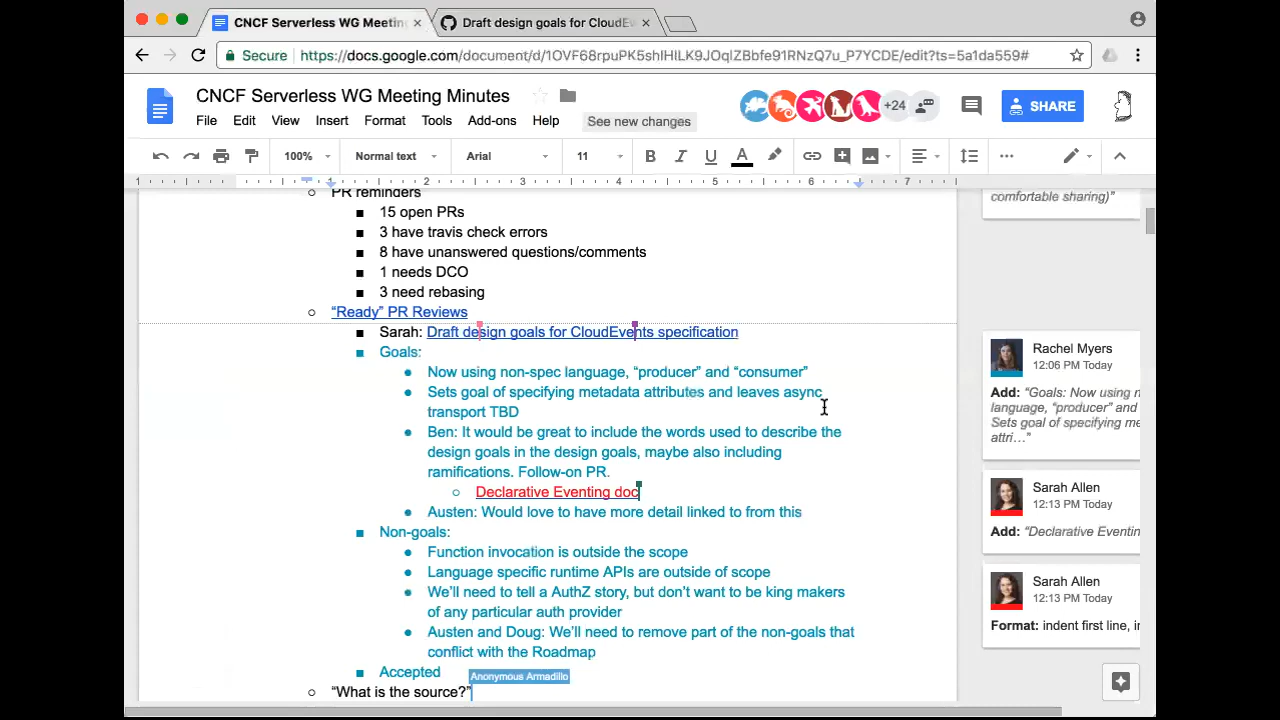 CNCF Serverless WG Meeting
Draft design goals for CloudEv
Secure
https://docs.google.com/document/d/1OVF68rpuPK5shIHILK9JOqlZBbfe91RNzQ7u_P7YCDE/edit?ts=5a1da559#
CNCF Serverless WG Meeting Minutes
+24
SHARE
File Edit View Insert Format Tools Add-ons Help See new changes
100% Normal text Arial 11 B I U A
1 1 2 3 4 5 6 7
PR reminders
15 open PRs
3 have travis check errors
8 have unanswered questions/comments
1 needs DCO
3 need rebasing
“Ready” PR Reviews
Sarah: Draft design goals for CloudEvents specification
Goals:
Now using non-spec language, “producer” and “consumer”
Sets goal of specifying metadata attributes and leaves async
transport TBD
Ben: It would be great to include the words used to describe the
design goals in the design goals, maybe also including
ramifications. Follow-on PR.
Declarative Eventing doc
Austen: Would love to have more detail linked to from this
Non-goals:
Function invocation is outside the scope
Language specific runtime APIs are outside of scope
We’ll need to tell a AuthZ story, but don’t want to be king makers
of any particular auth provider
Austen and Doug: We’ll need to remove part of the non-goals that
conflict with the Roadmap
Accepted
Anonymous Armadillo
“What is the source?”
comfortable sharing)”
Rachel Myers
12:06 PM Today
Add: “Goals: Now using n
language, “producer” and
Sets goal of specifying me
attri…”
Sarah Allen
12:13 PM Today
Add: “Declarative Eventin
Sarah Allen
12:13 PM Today
Format: indent first line, in